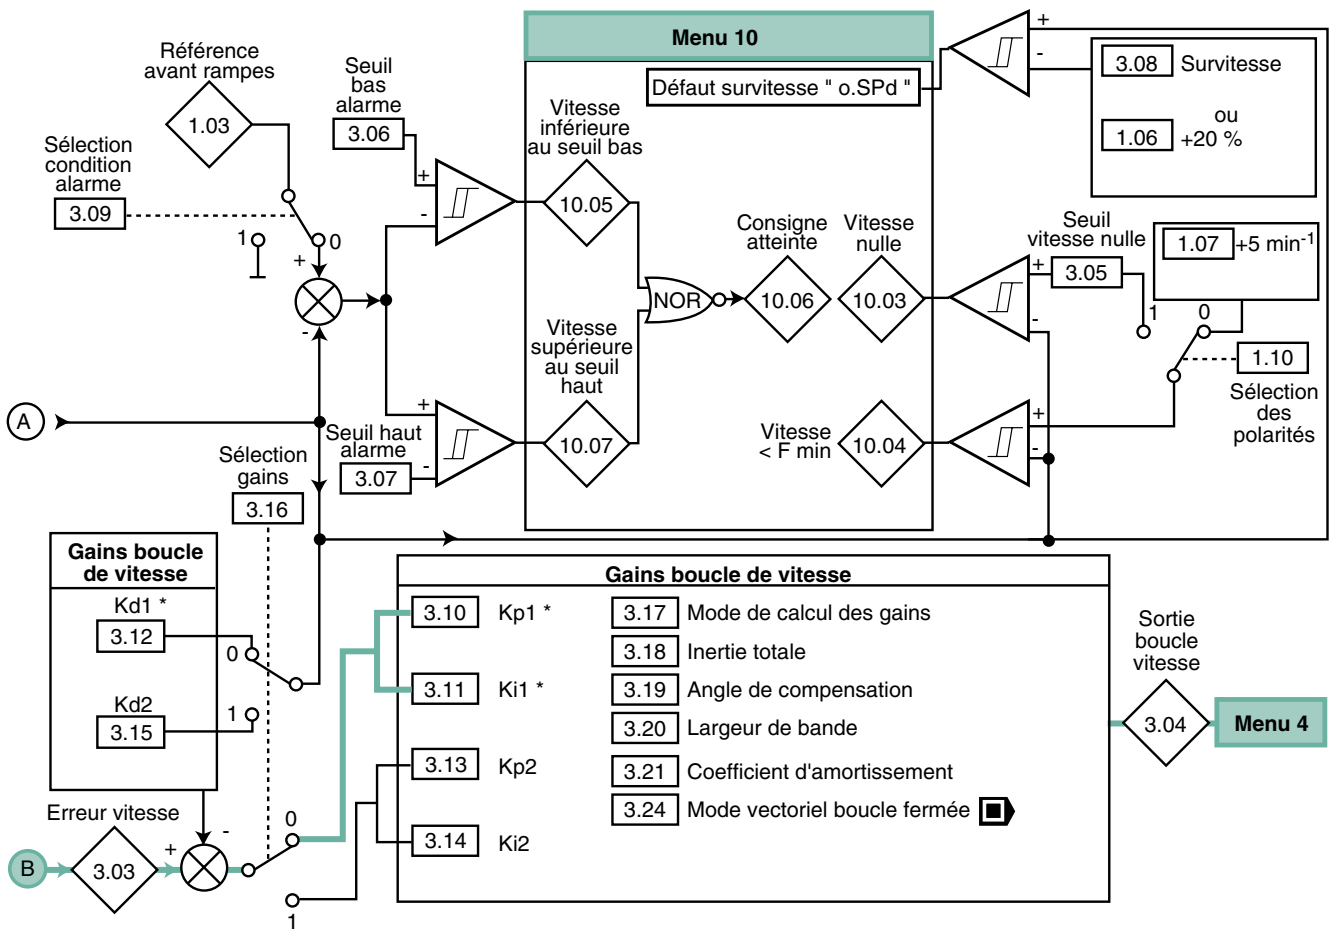 Référence
avant rampes
1.03
Sélection
condition
alarme
3.09
1
0
+
-
Seuil
bas
alarme
3.06
+
-
Menu 10
Défaut survitesse " o.SPd "
Vitesse
inférieure
au seuil bas
10.05
NOR
Consigne
atteinte
10.06
Vitesse
nulle
10.03
Vitesse
supérieure
au seuil
haut
10.07
Vitesse
< F min
10.04
+
-
3.08 Survitesse
ou
1.06 +20 %
Seuil
vitesse nulle
3.05
+
-
1.07 +5 min-1
1
0
1.10
Sélection
des
polarités
+
-
A
Seuil haut
alarme
3.07
+
-
Sélection
gains
3.16
Gains boucle
de vitesse
Kd1 *
3.12
0
Kd2
3.15
1
Erreur vitesse
B
3.03
+
-
0
1
Gains boucle de vitesse
3.10 Kp1 *
3.11 Ki1 *
3.13 Kp2
3.14 Ki2
3.17 Mode de calcul des gains
3.18 Inertie totale
3.19 Angle de compensation
3.20 Largeur de bande
3.21 Coefficient d'amortissement
3.24 Mode vectoriel boucle fermée
Sortie
boucle
vitesse
3.04
Menu 4